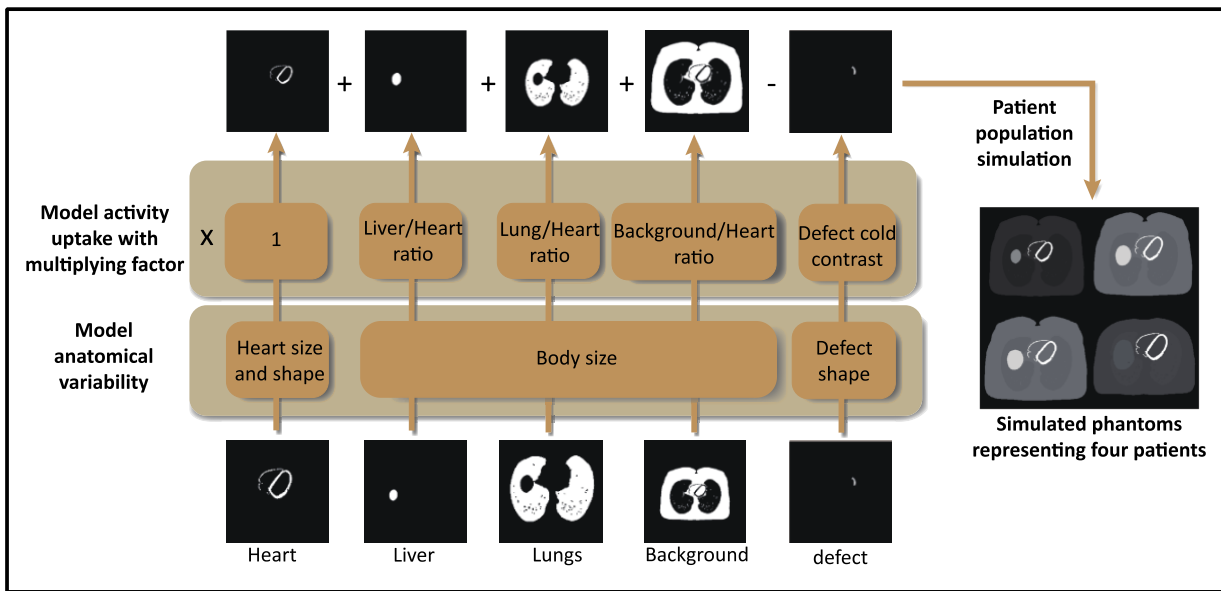 + + + -
Patient
population
simulation
Model activity
uptake with
multiplying factor
X
1
Liver/Heart
ratio
Lung/Heart
ratio
Background/Heart
ratio
Defect cold
contrast
Model
anatomical
variability
Heart size
and shape
Body size
Defect
shape
Simulated phantoms
representing four patients
Heart
Liver
Lungs
Background
defect